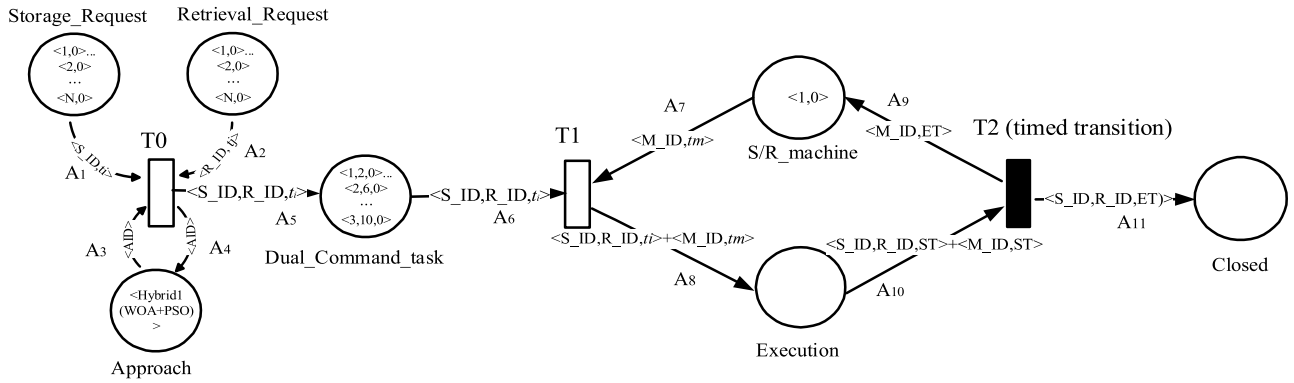 Storage_Request
Retrieval_Request
<1,0>...
<2,0>
...
<N,0>
<1,0>...
<2,0>
...
<N,0>
<S_ID,ti>
A1
<R_ID,tj>
A2
T0
<S_ID,R_ID,ti>
A5
A3
<AID>
<AID>
A4
<Hybrid1
(WOA+PSO)
>
Approach
<1,2,0>...
<2,6,0>
...
<3,10,0>
Dual_Command_task
<S_ID,R_ID,ti>
A6
T1
A7
<M_ID,tm>
<1,0>
S/R_machine
A9
<M_ID,ET>
T2 (timed transition)
<S_ID,R_ID,ti>+<M_ID,tm>
A8
Execution
<S_ID,R_ID,ST>+<M_ID,ST>
A10
<S_ID,R_ID,ET)>
A11
Closed